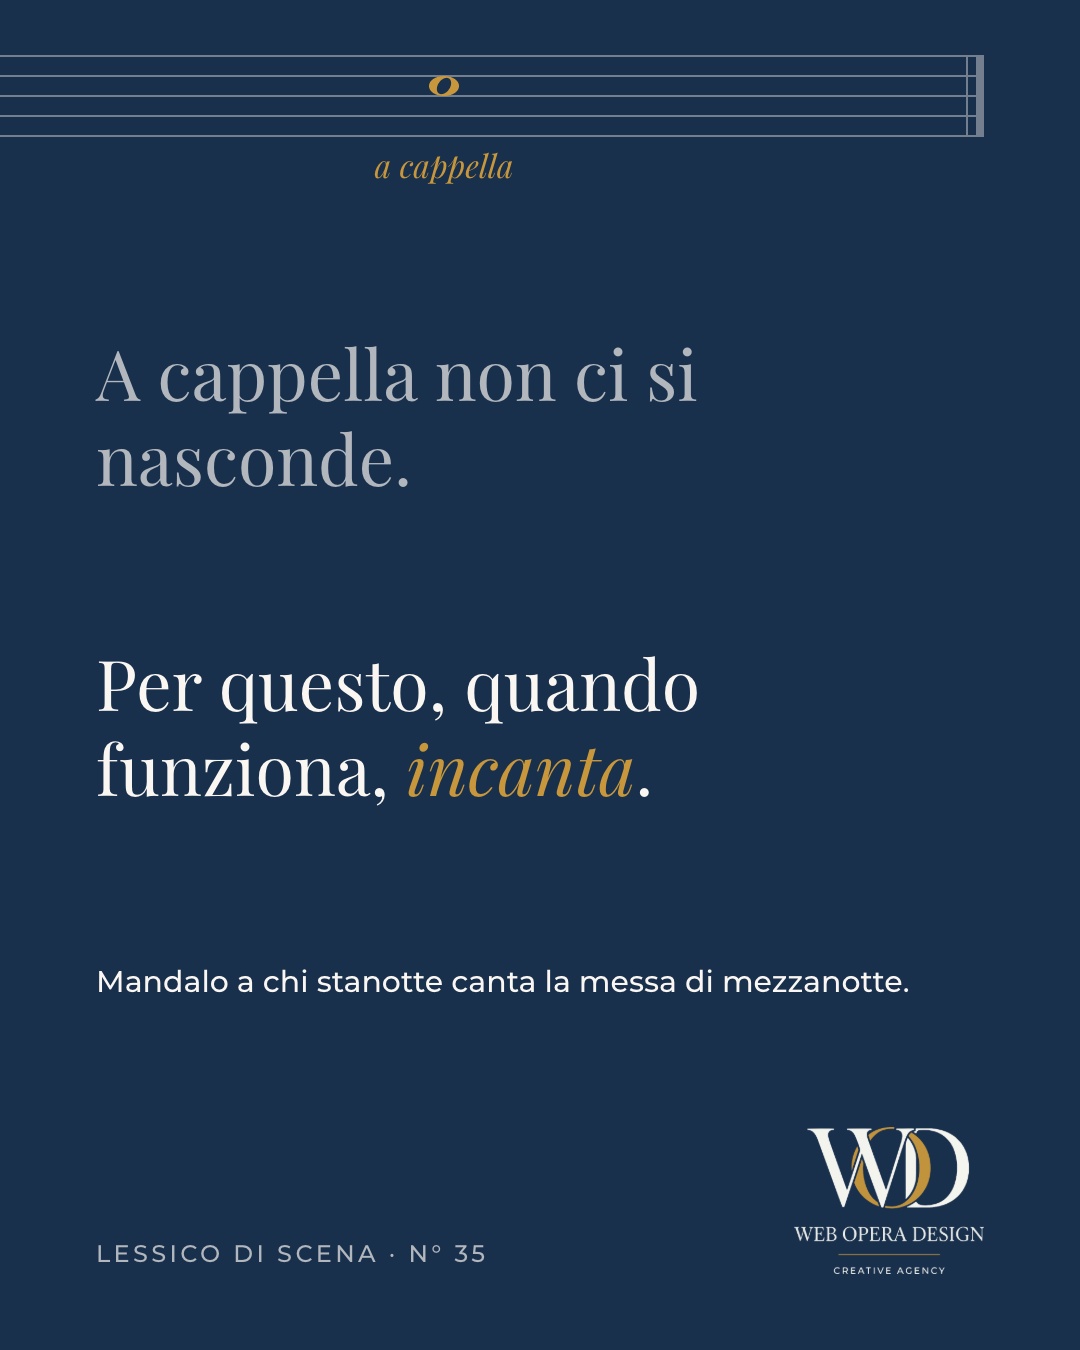 a cappella
A cappella non ci si
nasconde.
Per questo, quando
funziona, incanta.
Mandalo a chi stanotte canta la messa di mezzanotte.
WOD
WEB OPERA DESIGN
CREATIVE AGENCY
LESSICO DI SCENA · N° 35